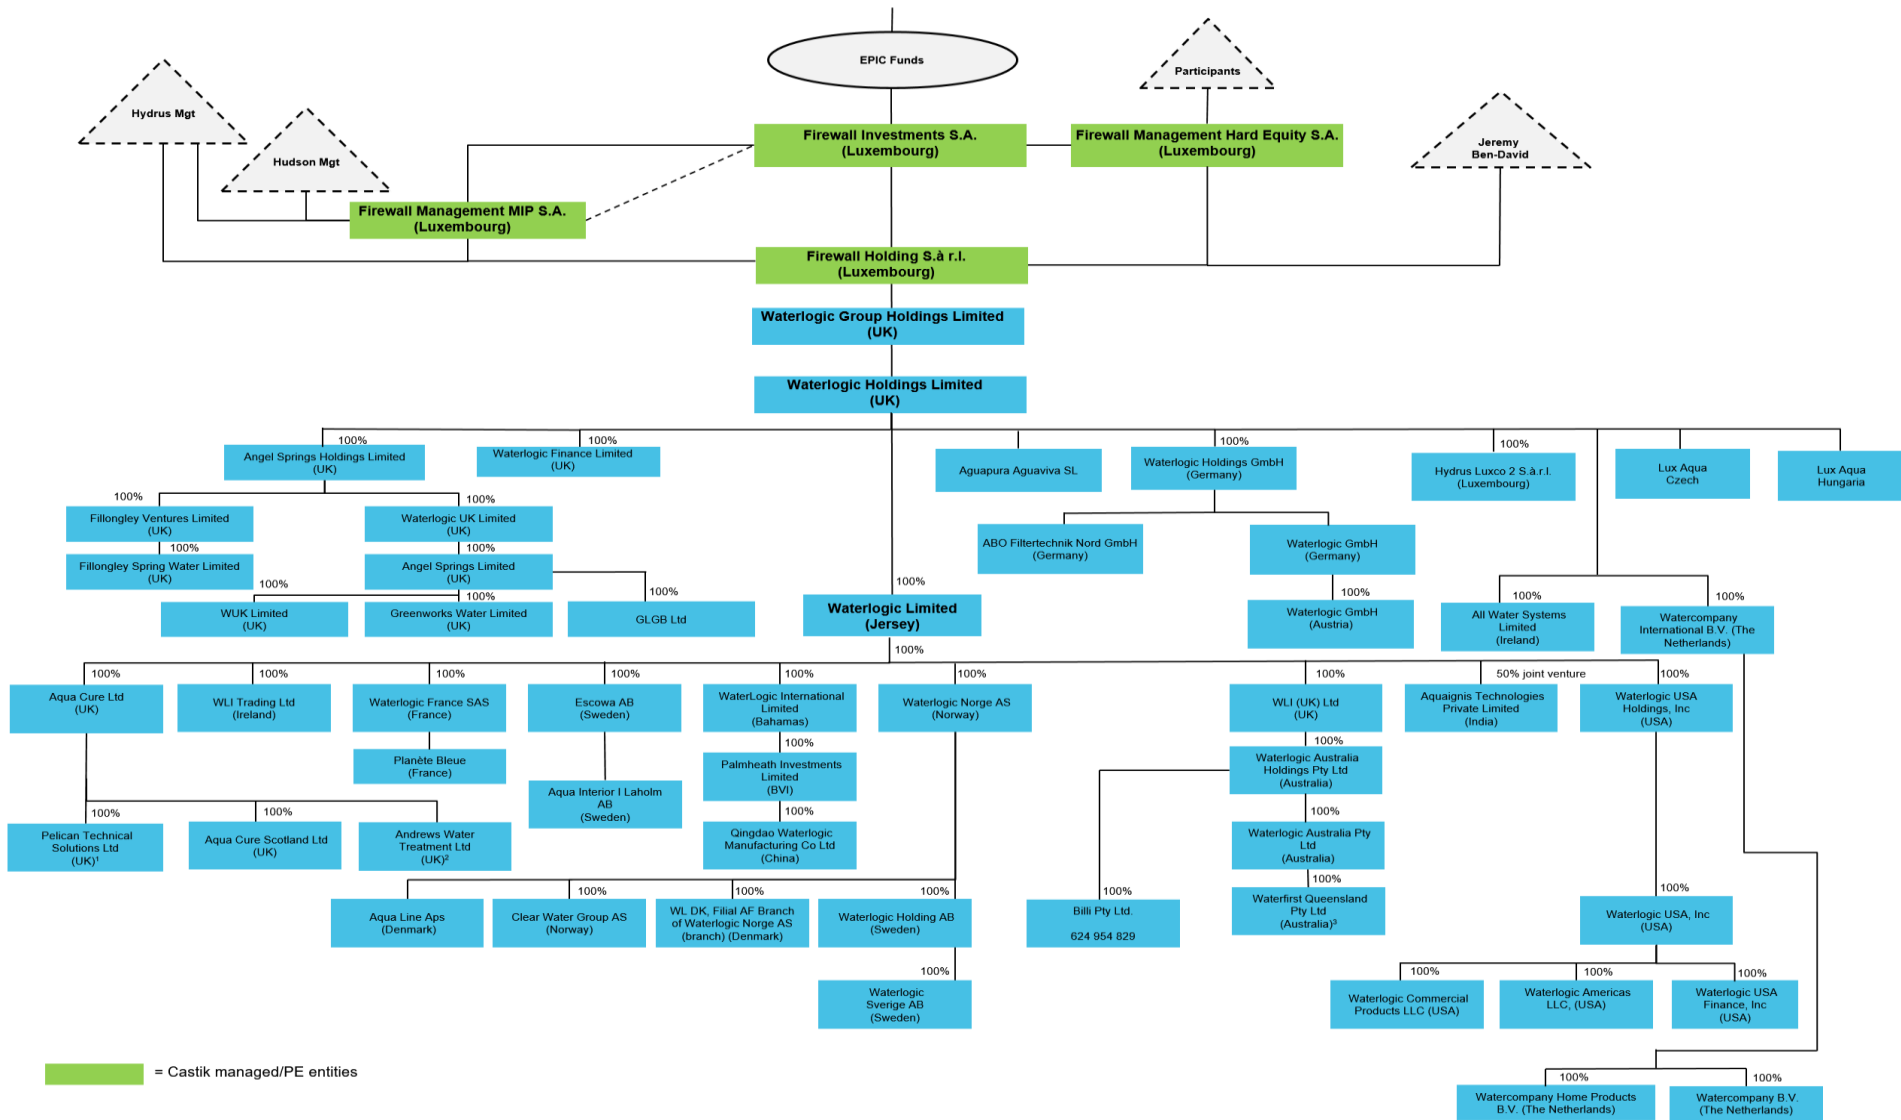 EPIC Funds
Participants
Hydrus Mgt
Hudson Mgt
Firewall Investments S.A.
(Luxembourg)
Firewall Management Hard Equity S.A.
(Luxembourg)
Jeremy
Ben-David
Firewall Management MIP S.A.
(Luxembourg)
Firewall Holding S.à r.l.
(Luxembourg)
Waterlogic Group Holdings Limited
(UK)
Waterlogic Holdings Limited
(UK)
100%
Angel Springs Holdings Limited
(UK)
100%
Waterlogic Finance Limited
(UK)
Aguapura Aguaviva SL
100%
Waterlogic Holdings GmbH
(Germany)
100%
Hydrus Luxco 2 S.à.r.l.
(Luxembourg)
Lux Aqua
Czech
Lux Aqua
Hungaria
100%
Fillongley Ventures Limited
(UK)
100%
Waterlogic UK Limited
(UK)
ABO Filtertechnik Nord GmbH
(Germany)
Waterlogic GmbH
(Germany)
100%
Fillongley Spring Water Limited
(UK)
100%
Angel Springs Limited
(UK)
100%
WUK Limited
(UK)
100%
Greenworks Water Limited
(UK)
100%
GLGB Ltd
100%
Waterlogic Limited
(Jersey)
100%
100%
Waterlogic GmbH
(Austria)
100%
All Water Systems
Limited
(Ireland)
100%
Watercompany
International B.V. (The
Netherlands)
100%
Aqua Cure Ltd
(UK)
100%
WLI Trading Ltd
(Ireland)
100%
Waterlogic France SAS
(France)
100%
Escowa AB
(Sweden)
100%
WaterLogic International
Limited
(Bahamas)
100%
Waterlogic Norge AS
(Norway)
100%
WLI (UK) Ltd
(UK)
50% joint venture
Aquaignis Technologies
Private Limited
(India)
100%
Waterlogic USA
Holdings, Inc
(USA)
Planète Bleue
(France)
Aqua Interior I Laholm
AB
(Sweden)
100%
Palmheath Investments
Limited
(BVI)
100%
Waterlogic Australia
Holdings Pty Ltd
(Australia)
100%
Pelican Technical
Solutions Ltd
(UK)¹
100%
Aqua Cure Scotland Ltd
(UK)
100%
Andrews Water
Treatment Ltd
(UK)²
100%
Qingdao Waterlogic
Manufacturing Co Ltd
(China)
100%
Waterlogic Australia Pty
Ltd
(Australia)
Aqua Line Aps
(Denmark)
100%
Clear Water Group AS
(Norway)
100%
WL DK, Filial AF Branch
of Waterlogic Norge AS
(branch) (Denmark)
100%
Waterlogic Holding AB
(Sweden)
100%
Billi Pty Ltd.
624 954 829
100%
Waterfirst Queensland
Pty Ltd
(Australia)³
100%
Waterlogic USA, Inc
(USA)
100%
Waterlogic
Sverige AB
(Sweden)
100%
Waterlogic Commercial
Products LLC (USA)
100%
Waterlogic Americas
LLC, (USA)
100%
Waterlogic USA
Finance, Inc
(USA)
= Castik managed/PE entities
100%
Watercompany Home Products
B.V. (The Netherlands)
100%
Watercompany B.V.
(The Netherlands)